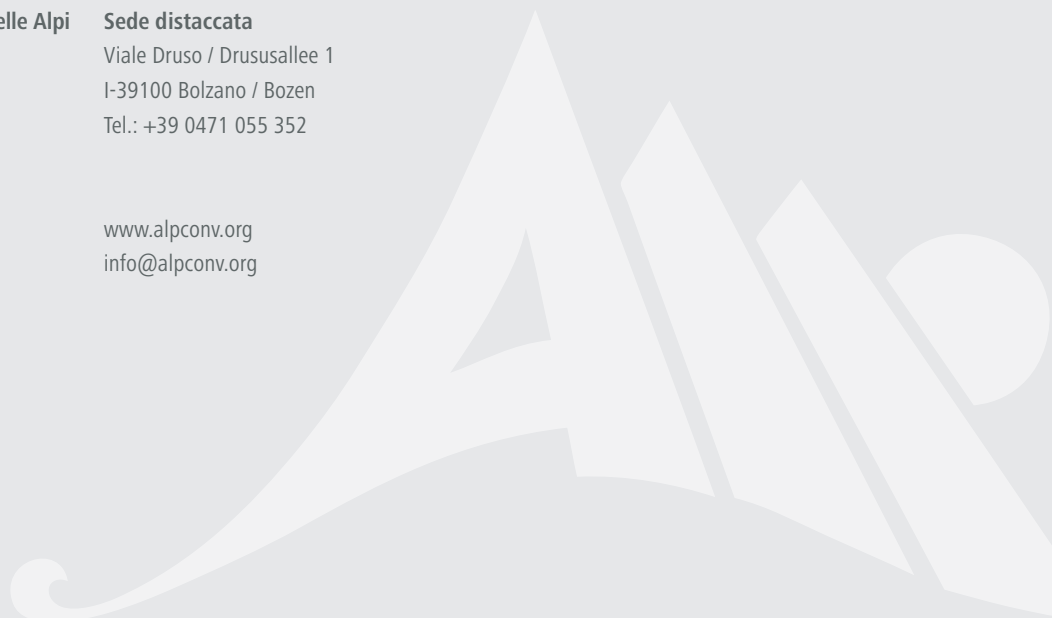 elle Alpi
Sede distaccata
Viale Druso / Drususallee 1
I-39100 Bolzano / Bozen
Tel.: +39 0471 055 352
www.alpconv.org
info@alpconv.org